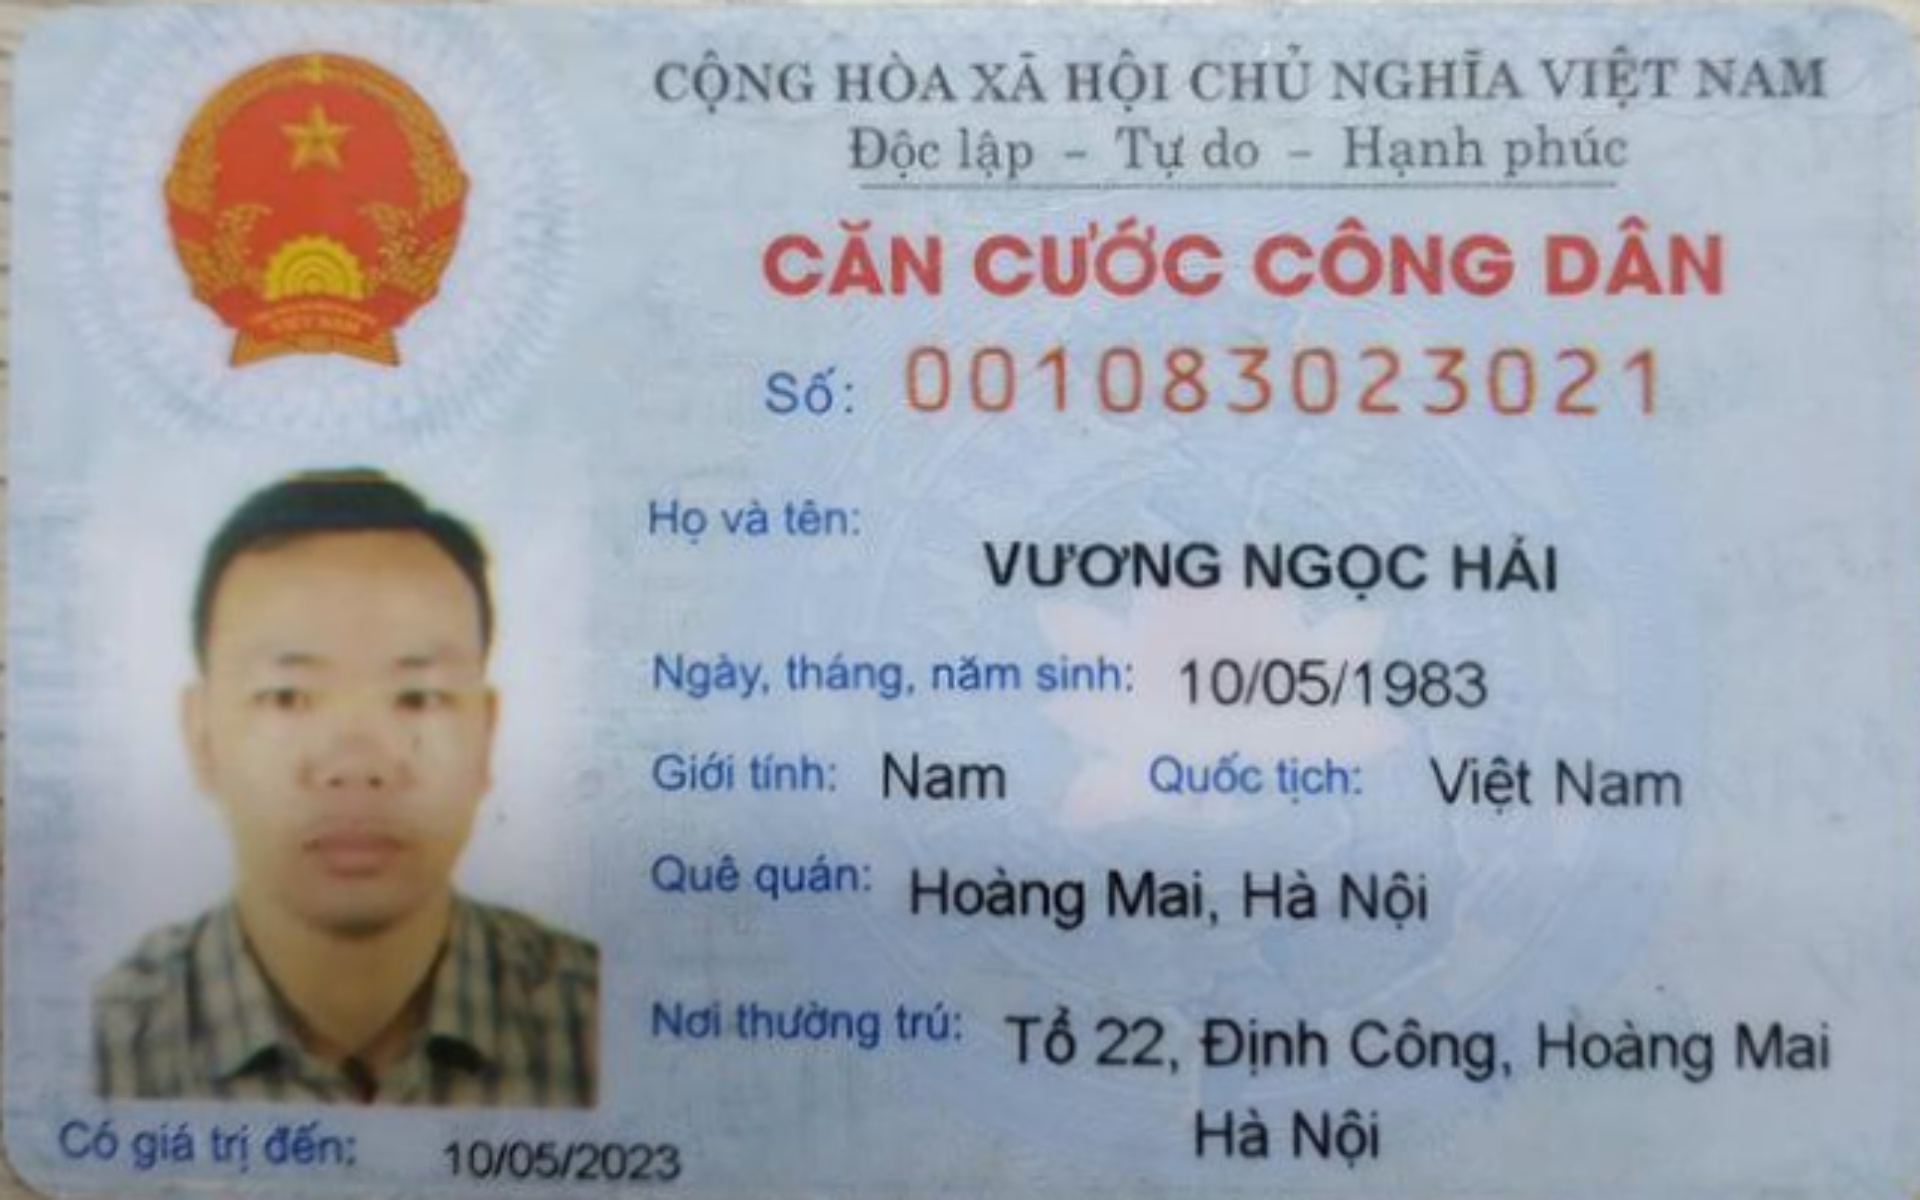 CỘNG HÒA XÃ HỘI CHỦ NGHĨA VIỆT NAM
Độc lập - Tự do - Hạnh phúc
CĂN CƯỚC CÔNG DÂN
Số: 001083023021
Họ và tên:
VƯƠNG NGỌC HẢI
Ngày, tháng, năm sinh: 10/05/1983
Giới tính: Nam Quốc tịch: Việt Nam
Quê quán: Hoàng Mai, Hà Nội
Nơi thường trú: Tổ 22, Định Công, Hoàng Mai
Hà Nội
Có giá trị đến: 10/05/2023